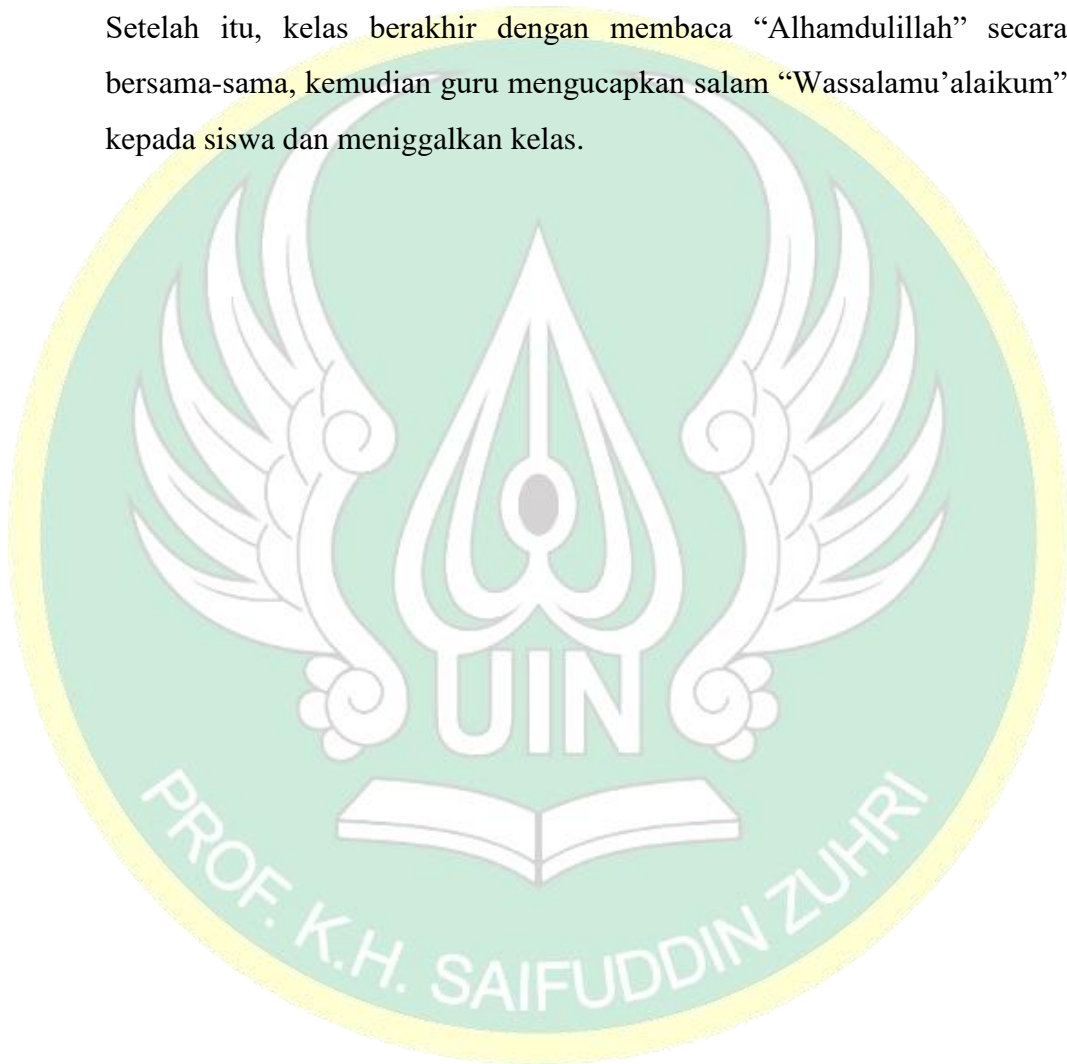 Setelah itu, kelas berakhir dengan membaca “Alhamdulillah” secara
bersama-sama, kemudian guru mengucapkan salam “Wassalamu’alaikum”
kepada siswa dan meniggalkan kelas.
UIN
PROF. K.H. SAIFUDDIN ZUHRI